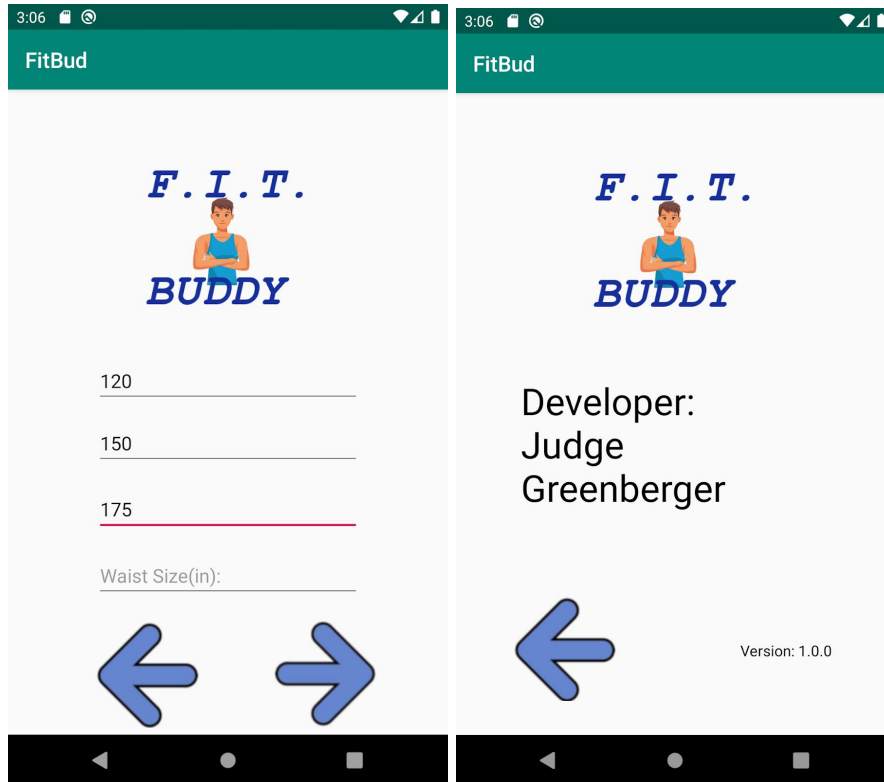 3:06
FitBud
F.I.T.
BUDDY
120
150
175
Waist Size(in):
3:06
FitBud
F.I.T.
BUDDY
Developer:
Judge
Greenberger
Version: 1.0.0